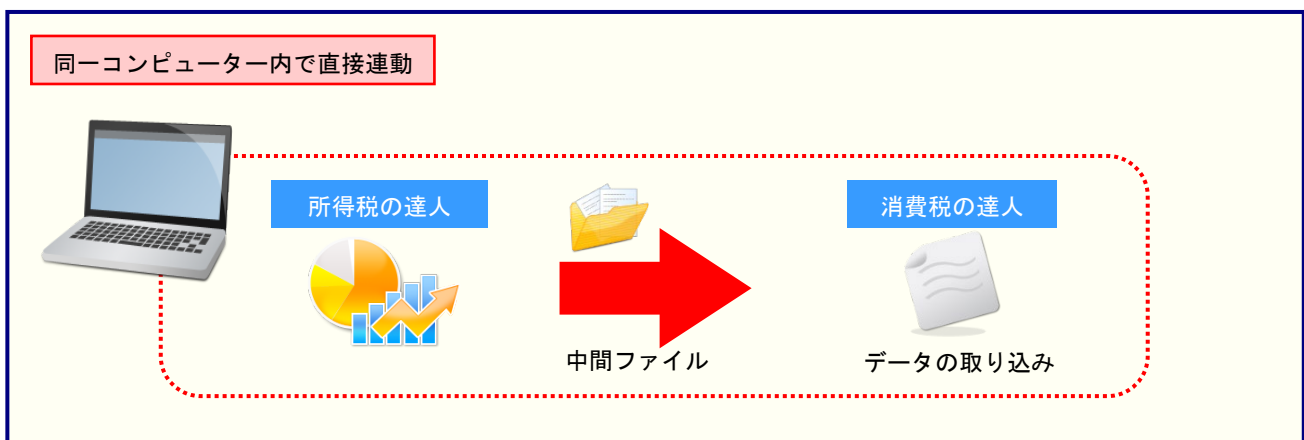 同一コンピューター内で直接連動
所得税の達人
消費税の達人
中間ファイル
データの取り込み